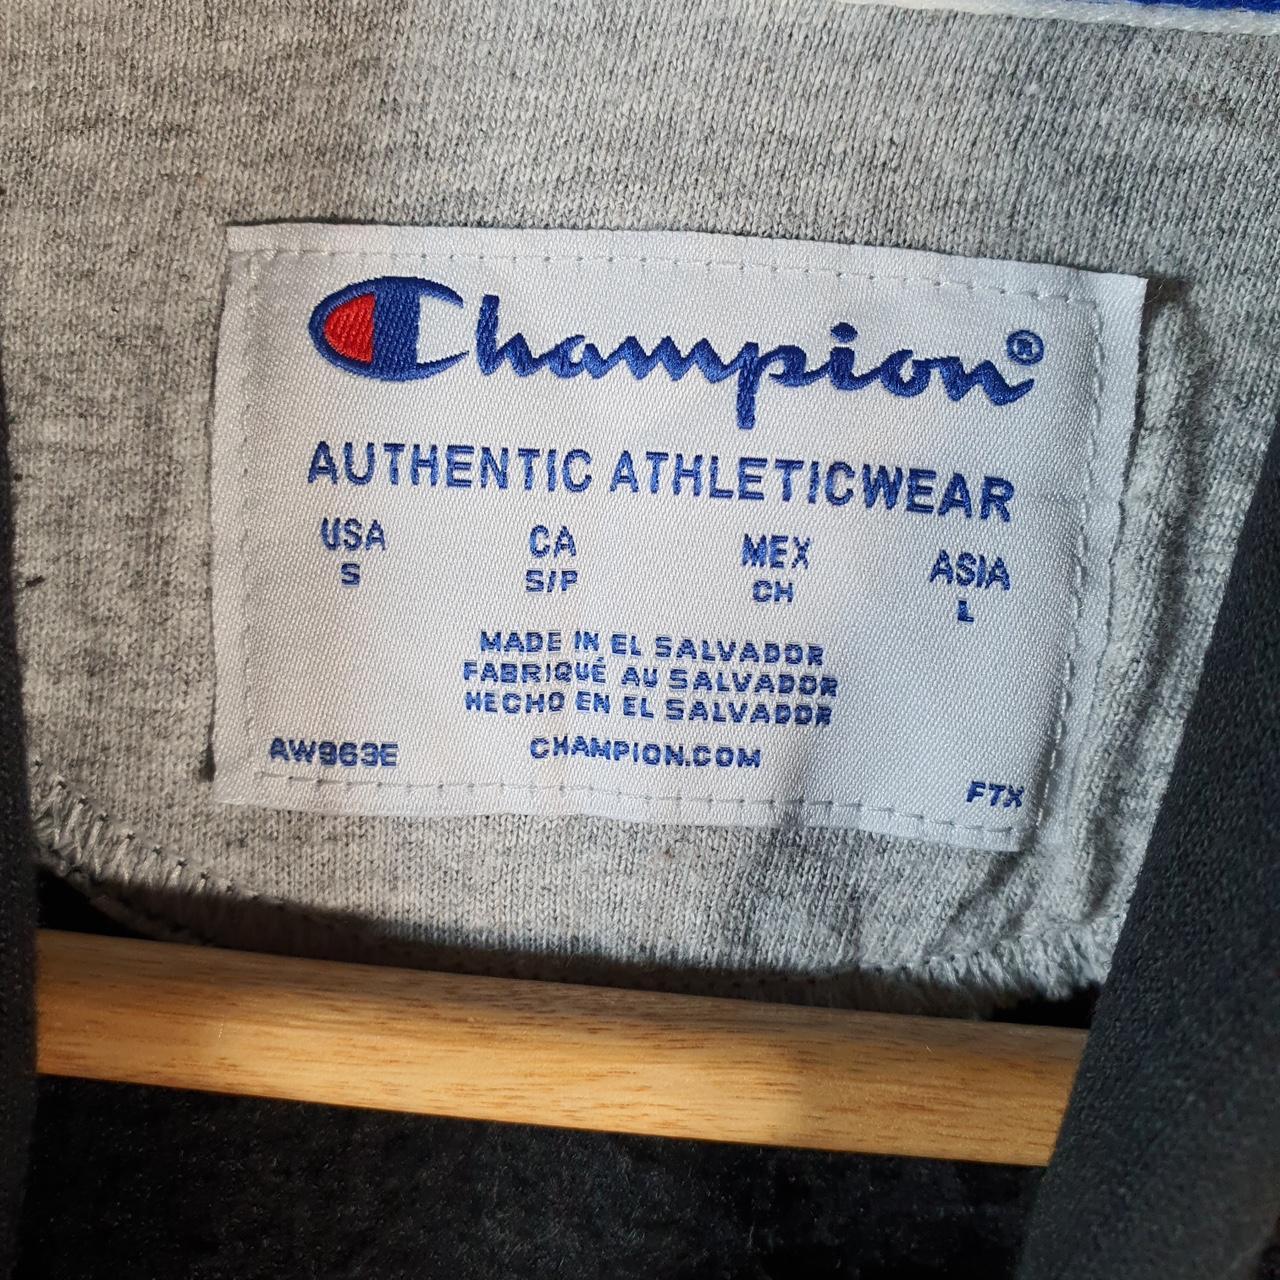 Champion®
AUTHENTIC ATHLETICWEAR
USA CA MEX ASIA
S S/P CH L
MADE IN EL SALVADOR
FABRIQUÉ AU SALVADOR
HECHO EN EL SALVADOR
AW963E CHAMPION.COM FTX